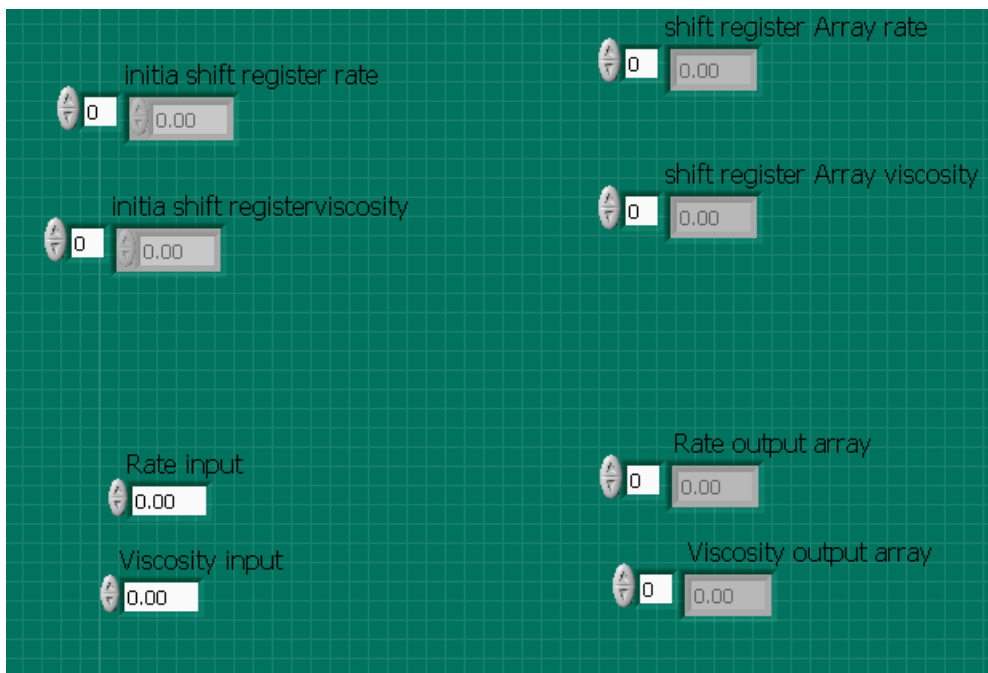 shift register Array rate
0 0.00
initia shift register rate
0 0.00
shift register Array viscosity
0 0.00
initia shift registerviscosity
0 0.00
Rate output array
0 0.00
Rate input
0.00
Viscosity output array
0 0.00
Viscosity input
0.00